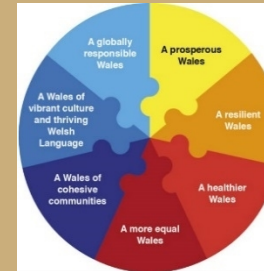 A prosperous
Wales
A resilient
Wales
A healthier
Wales
A more equal
Wales
A Wales of
cohesive
communities
A Wales of
vibrant culture
and thriving
Welsh
Language
A globally
responsible
Wales